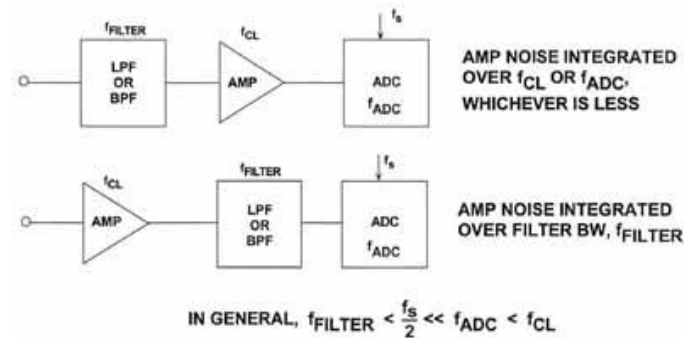 fFILTER
LPF
OR
BPF
fCL
AMP
fs
ADC
fADC
AMP NOISE INTEGRATED
OVER fCL OR fADC,
WHICHEVER IS LESS
fCL
AMP
fFILTER
LPF
OR
BPF
fs
ADC
fADC
AMP NOISE INTEGRATED
OVER FILTER BW, fFILTER
IN GENERAL, fFILTER < fs/2 << fADC < fCL